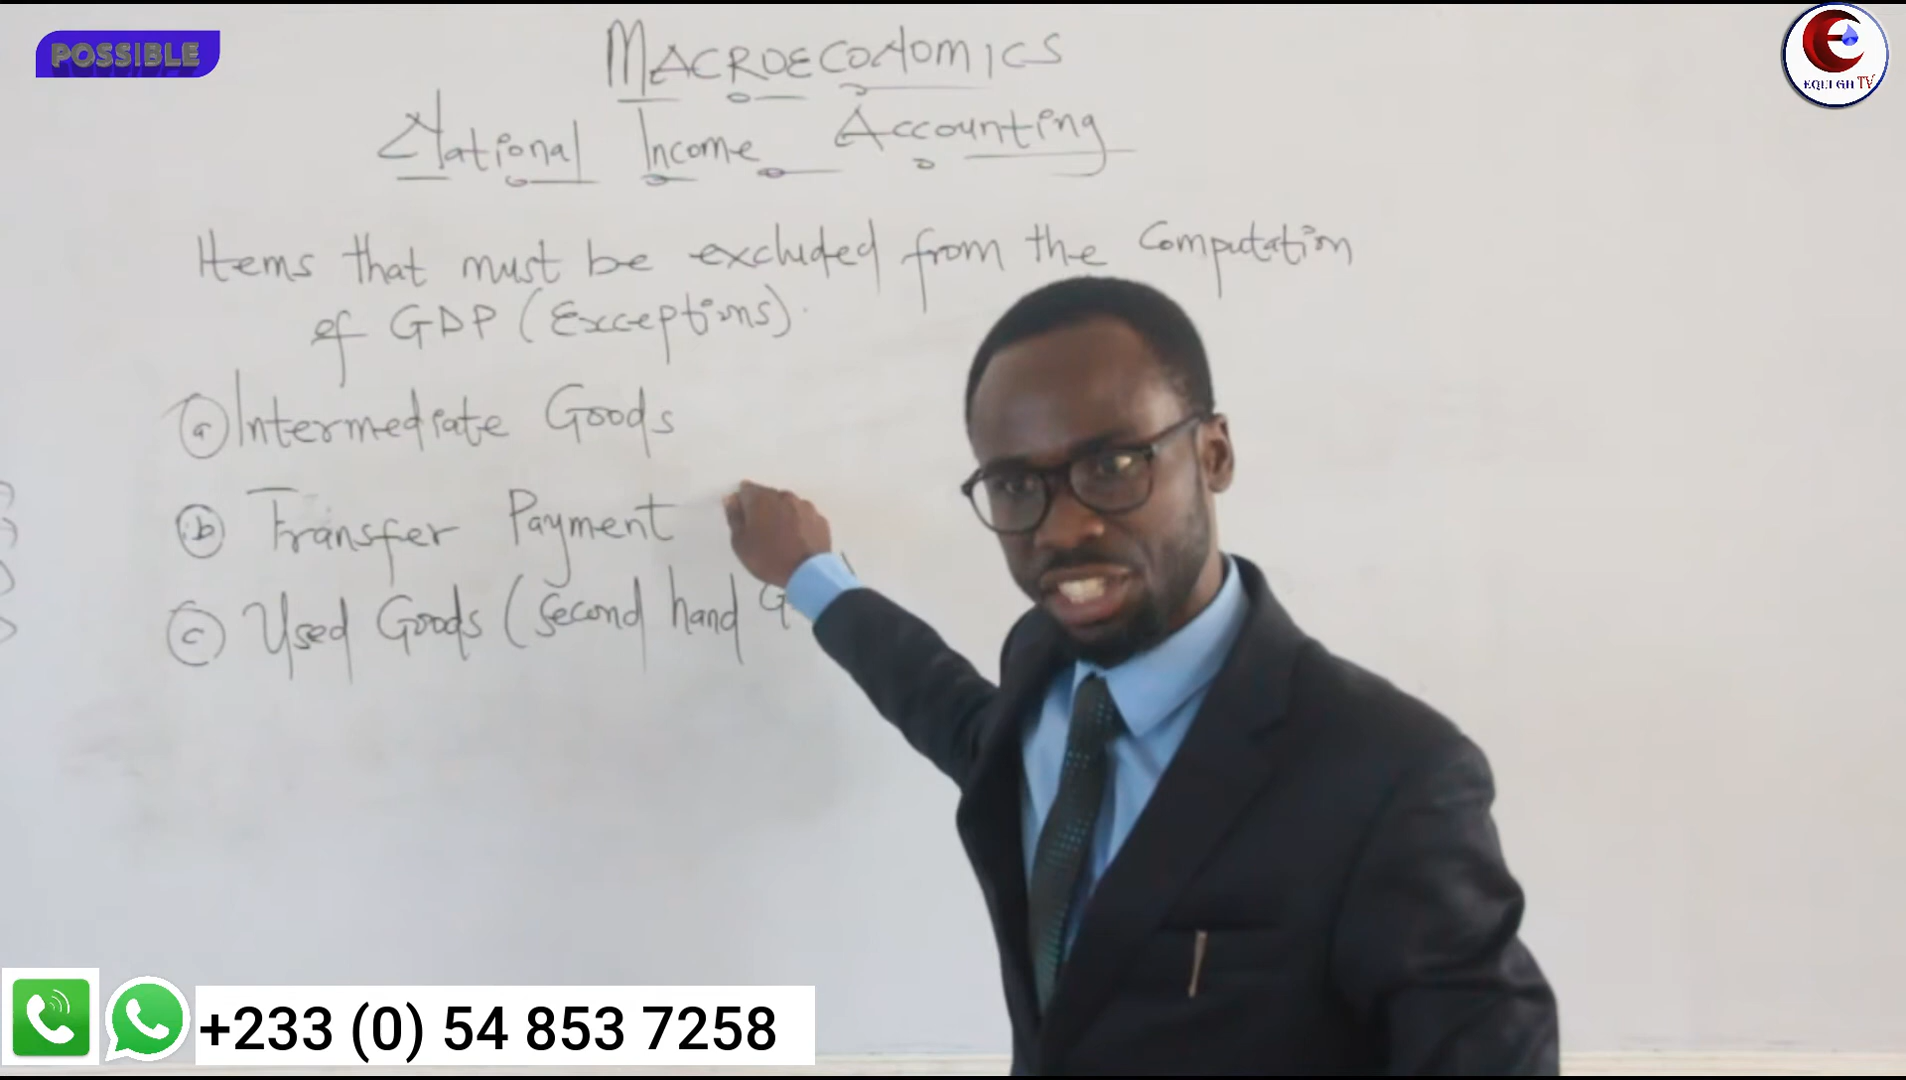 POSSIBLE
EQUI GH TV
MACROECONOMICS
National Income Accounting
Items that must be excluded from the Computation
of GDP (Exceptions).
(a) Intermediate Goods
(b) Transfer Payment
(c) Used Goods (Second hand G
+233 (0) 54 853 7258